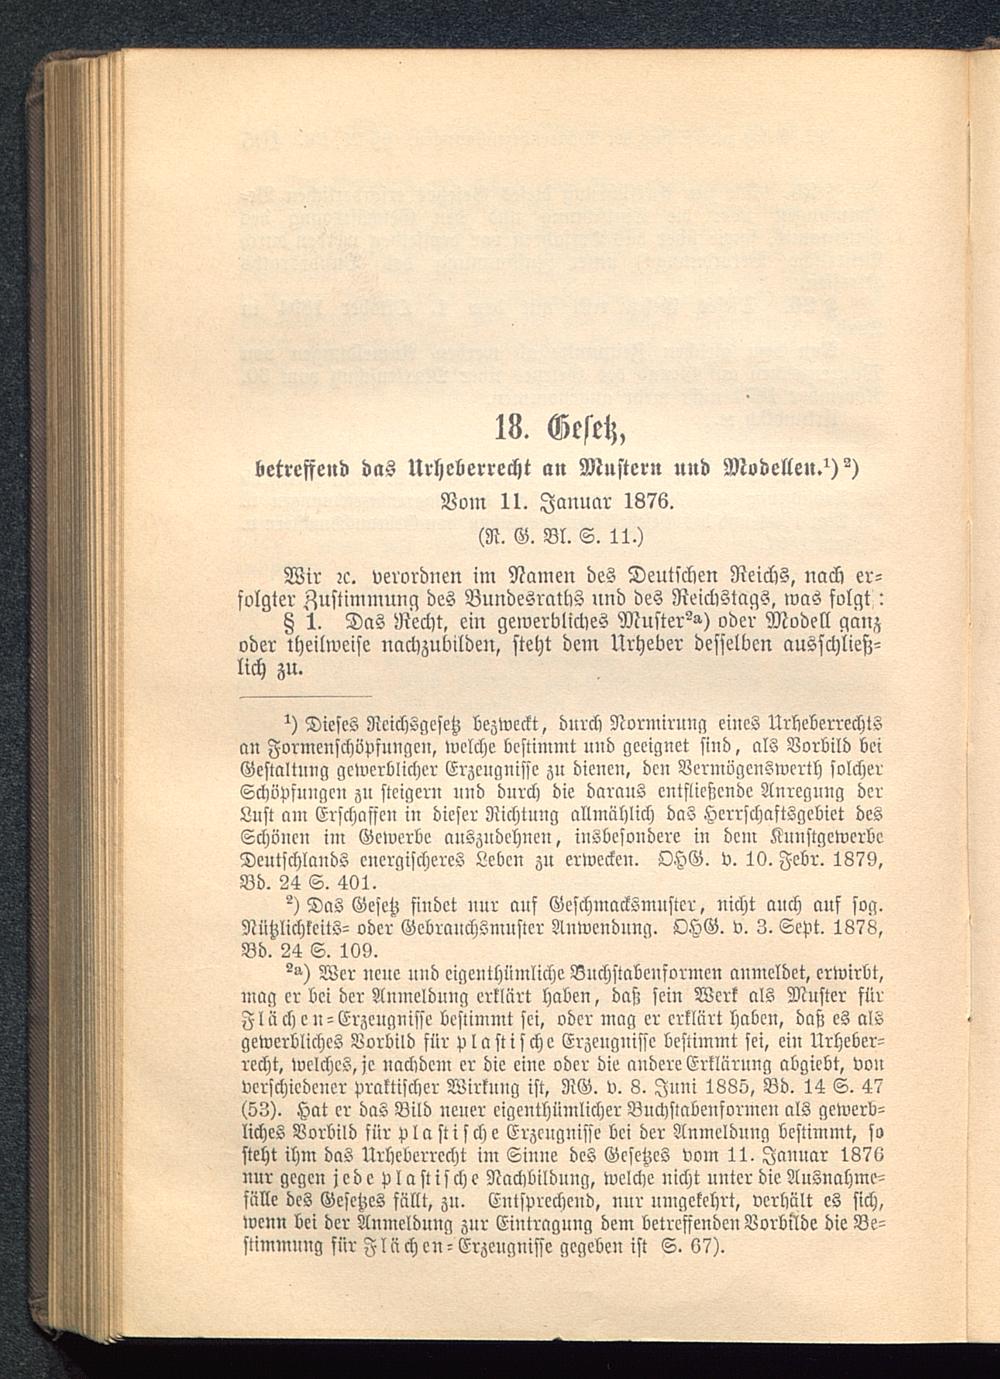 18. Gesetz,
betreffend das Urheberrecht an Mustern und Modellen.¹)²)
Vom 11. Januar 1876.
(R. G. Bl. S. 11.)
Wir ꝛc. verordnen im Namen des Deutschen Reichs, nach er-
folgter Zustimmung des Bundesraths und des Reichstags, was folgt:
§ 1. Das Recht, ein gewerbliches Muster²ᵃ) oder Modell ganz
oder theilweise nachzubilden, steht dem Urheber desselben ausschließ-
lich zu.
¹) Dieses Reichsgesetz bezweckt, durch Normirung eines Urheberrechts
an Formenschöpfungen, welche bestimmt und geeignet sind, als Vorbild bei
Gestaltung gewerblicher Erzeugnisse zu dienen, den Vermögenswerth solcher
Schöpfungen zu steigern und durch die daraus entfließende Anregung der
Lust am Erschaffen in dieser Richtung allmählich das Herrschaftsgebiet des
Schönen im Gewerbe auszudehnen, insbesondere in dem Kunstgewerbe
Deutschlands energischeres Leben zu erwecken. OHG. v. 10. Febr. 1879,
Bd. 24 S. 401.
²) Das Gesetz findet nur auf Geschmacksmuster, nicht auch auf sog.
Nützlichkeits- oder Gebrauchsmuster Anwendung. OHG. v. 3. Sept. 1878,
Bd. 24 S. 109.
²ᵃ) Wer neue und eigenthümliche Buchstabenformen anmeldet, erwirbt,
mag er bei der Anmeldung erklärt haben, daß sein Werk als Muster für
Flächen-Erzeugnisse bestimmt sei, oder mag er erklärt haben, daß es als
gewerbliches Vorbild für plastische Erzeugnisse bestimmt sei, ein Urheber-
recht, welches, je nachdem er die eine oder die andere Erklärung abgiebt, von
verschiedener praktischer Wirkung ist, RG. v. 8. Juni 1885, Bd. 14 S. 47
(53). Hat er das Bild neuer eigenthümlicher Buchstabenformen als gewerb-
liches Vorbild für plastische Erzeugnisse bei der Anmeldung bestimmt, so
steht ihm das Urheberrecht im Sinne des Gesetzes vom 11. Januar 1876
nur gegen jede plastische Nachbildung, welche nicht unter die Ausnahme-
fälle des Gesetzes fällt, zu. Entsprechend, nur umgekehrt, verhält es sich,
wenn bei der Anmeldung zur Eintragung dem betreffenden Vorbilde die Be-
stimmung für Flächen-Erzeugnisse gegeben ist S. 67).